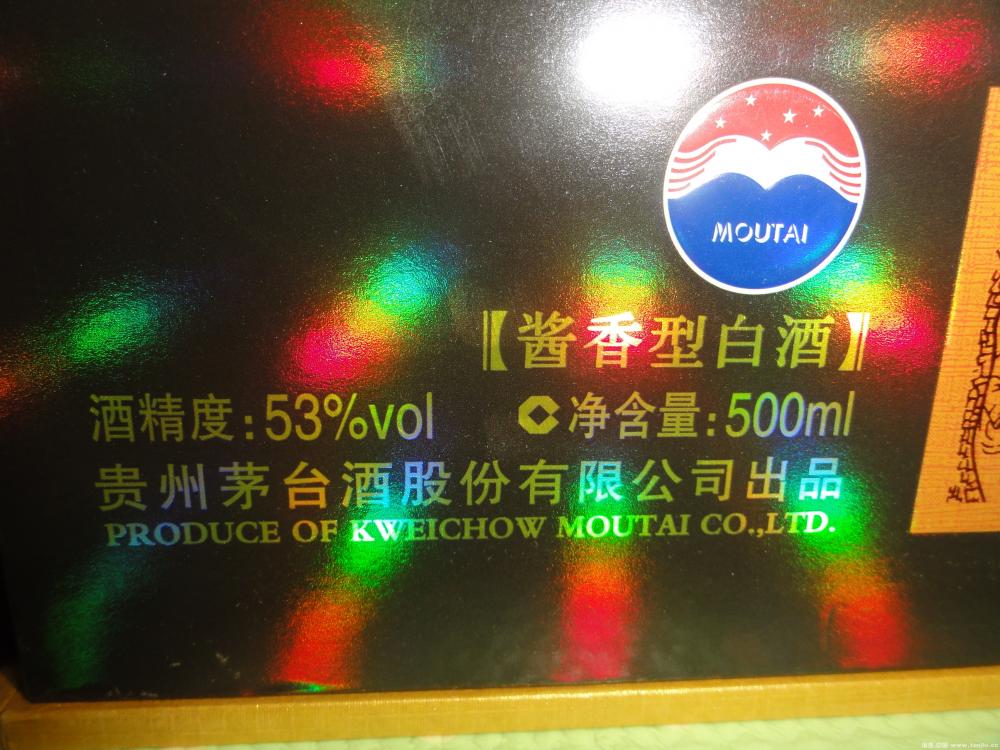 MOUTAI
【酱香型白酒】
酒精度:53%vol 净含量:500ml
贵州茅台酒股份有限公司出品
PRODUCE OF KWEICHOW MOUTAI CO.,LTD.